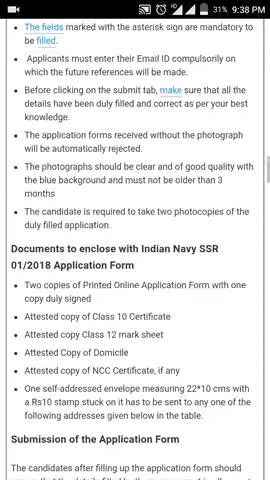 31% 9:38 PM
The fields marked with the asterisk sign are mandatory to
be filled.
Applicants must enter their Email ID compulsorily on
which the future references will be made.
Before clicking on the submit tab, make sure that all the
details have been duly filled and correct as per your best
knowledge.
The application forms received without the photograph
will be automatically rejected.
The photographs should be clear and of good quality with
the blue background and must not be older than 3
months
The candidate is required to take two photocopies of the
duly filled application.
Documents to enclose with Indian Navy SSR
01/2018 Application Form
Two copies of Printed Online Application Form with one
copy duly signed
Attested copy of Class 10 Certificate
Attested copy Class 12 mark sheet
Attested Copy of Domicile
Attested copy of NCC Certificate, if any
One self-addressed envelope measuring 22*10 cms with
a Rs10 stamp stuck on it has to be sent to any one of the
following addresses given below in the table.
Submission of the Application Form
The candidates after filling up the application form should